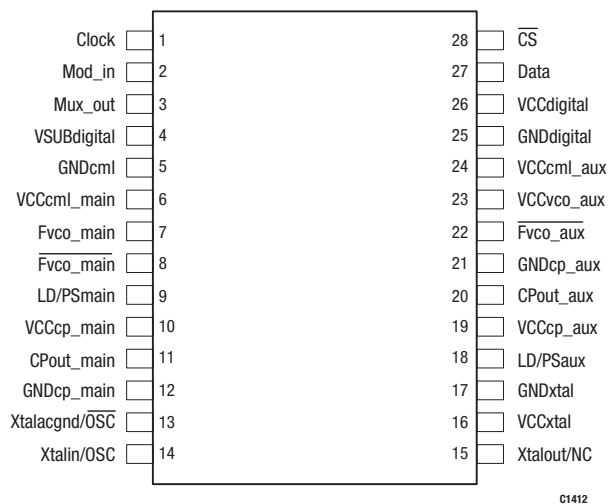 Clock 1
Mod_in 2
Mux_out 3
VSUBdigital 4
GNDcml 5
VCCcml_main 6
Fvco_main 7
Fvco_main 8
LD/PSmain 9
VCCcp_main 10
CPout_main 11
GNDcp_main 12
Xtalacgnd/OSC 13
Xtalin/OSC 14
28 CS
27 Data
26 VCCdigital
25 GNDdigital
24 VCCcml_aux
23 VCCvco_aux
22 Fvco_aux
21 GNDcp_aux
20 CPout_aux
19 VCCcp_aux
18 LD/PSaux
17 GNDxtal
16 VCCxtal
15 Xtalout/NC
C1412